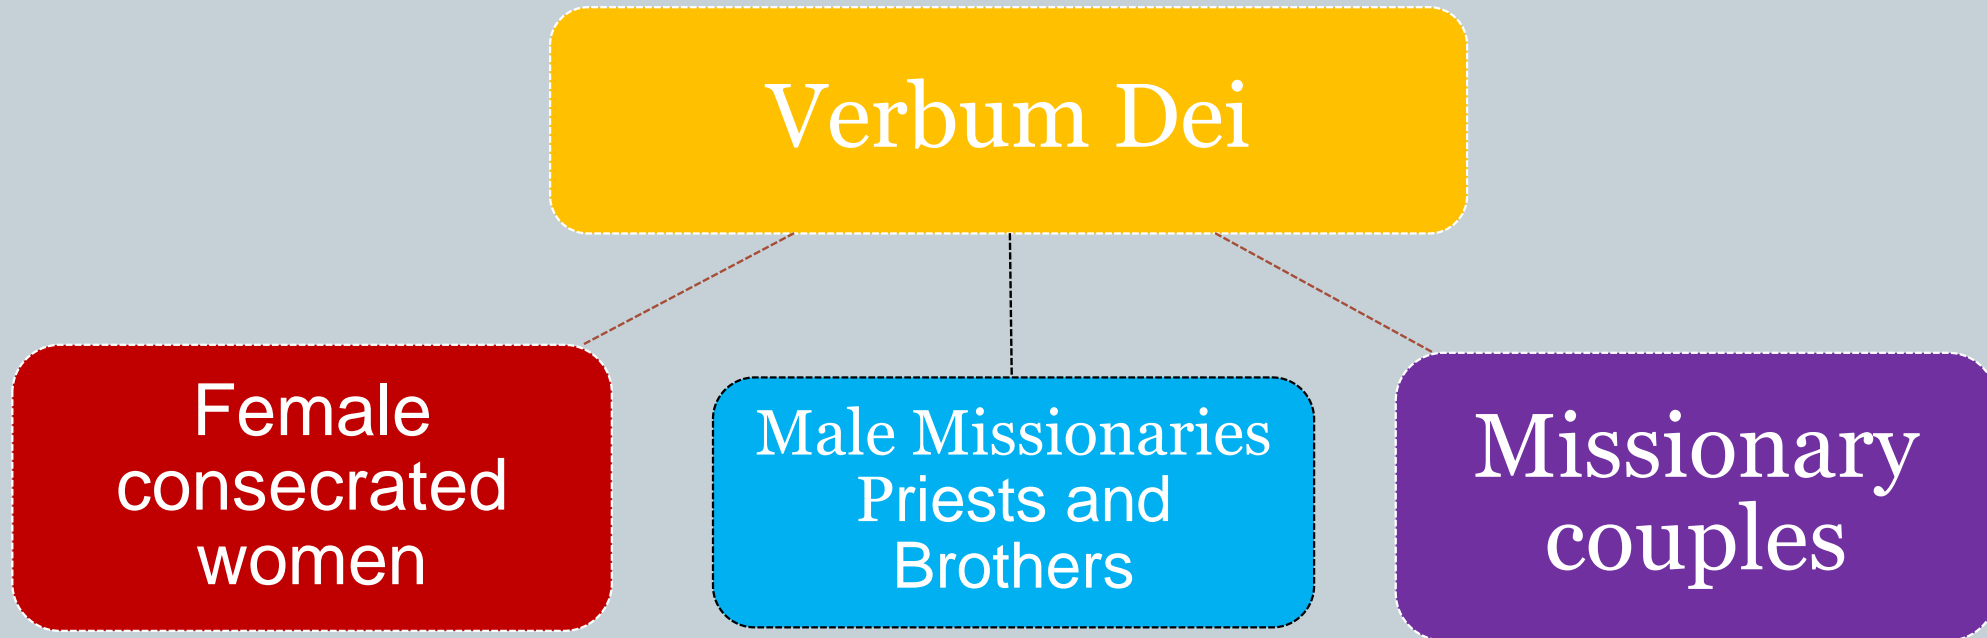 Verbum Dei
Female
consecrated
women
Male Missionaries
Priests and
Brothers
Missionary
couples